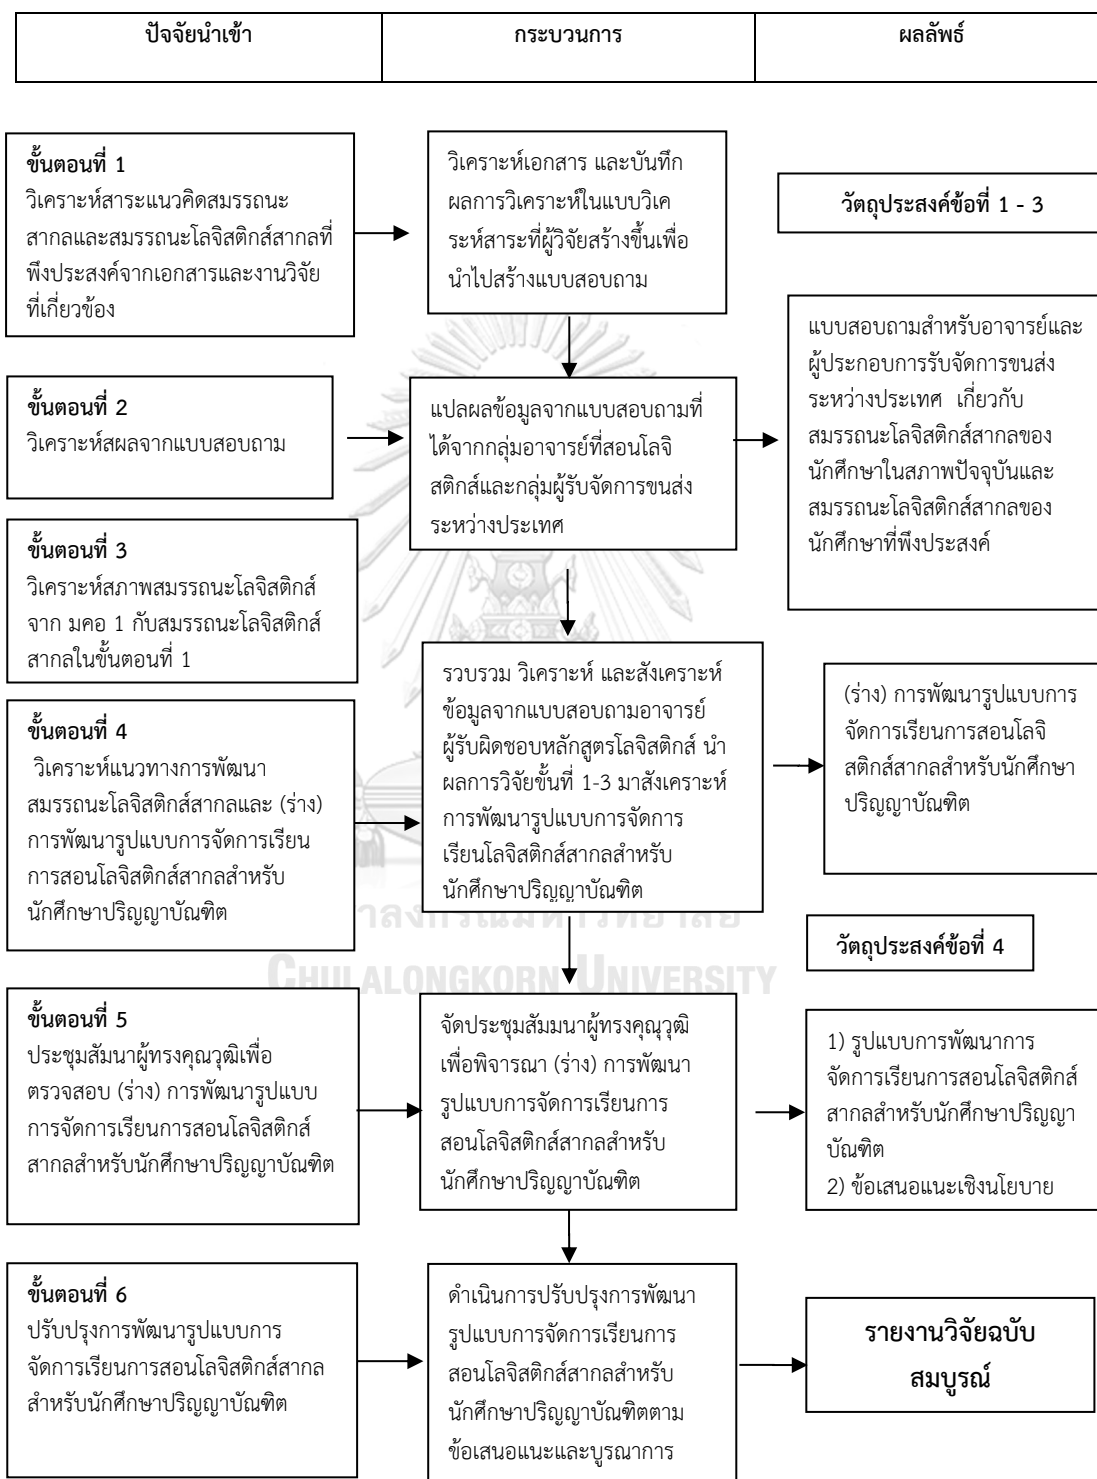 ปัจจัยนำเข้า
กระบวนการ
ผลลัพธ์
ขั้นตอนที่ 1
วิเคราะห์สาระแนวคิดสมรรถนะ
สากลและสมรรถนะโลจิสติกส์สากลที่
พึงประสงค์จากเอกสารและงานวิจัย
ที่เกี่ยวข้อง
วิเคราะห์เอกสาร และบันทึก
ผลการวิเคราะห์ในแบบวิเค
ระห์สาระที่ผู้วิจัยสร้างขึ้นเพื่อ
นำไปสร้างแบบสอบถาม
วัตถุประสงค์ข้อที่ 1 - 3
แบบสอบถามสำหรับอาจารย์และ
ผู้ประกอบการรับจัดการขนส่ง
ระหว่างประเทศ เกี่ยวกับ
สมรรถนะโลจิสติกส์สากลของ
นักศึกษาในสภาพปัจจุบันและ
สมรรถนะโลจิสติกส์สากลของ
นักศึกษาที่พึงประสงค์
ขั้นตอนที่ 2
วิเคราะห์สผลจากแบบสอบถาม
แปลผลข้อมูลจากแบบสอบถามที่
ได้จากกลุ่มอาจารย์ที่สอนโลจิ
สติกส์และกลุ่มผู้รับจัดการขนส่ง
ระหว่างประเทศ
ขั้นตอนที่ 3
วิเคราะห์สภาพสมรรถนะโลจิสติกส์
จาก มคอ 1 กับสมรรถนะโลจิสติกส์
สากลในขั้นตอนที่ 1
ขั้นตอนที่ 4
วิเคราะห์แนวทางการพัฒนา
สมรรถนะโลจิสติกส์สากลและ (ร่าง)
การพัฒนารูปแบบการจัดการเรียน
การสอนโลจิสติกส์สากลสำหรับ
นักศึกษาปริญญาบัณฑิต
รวบรวม วิเคราะห์ และสังเคราะห์
ข้อมูลจากแบบสอบถามอาจารย์
ผู้รับผิดชอบหลักสูตรโลจิสติกส์ นำ
ผลการวิจัยขั้นที่ 1-3 มาสังเคราะห์
การพัฒนารูปแบบการจัดการ
เรียนโลจิสติกส์สากลสำหรับ
นักศึกษาปริญญาบัณฑิต
(ร่าง) การพัฒนารูปแบบการ
จัดการเรียนการสอนโลจิ
สติกส์สากลสำหรับนักศึกษา
ปริญญาบัณฑิต
าลงกรณ์มหาวิทยาลัย
CHULALONGKORN UNIVERSITY
วัตถุประสงค์ข้อที่ 4
ขั้นตอนที่ 5
ประชุมสัมนาผู้ทรงคุณวุฒิเพื่อ
ตรวจสอบ (ร่าง) การพัฒนารูปแบบ
การจัดการเรียนการสอนโลจิสติกส์
สากลสำหรับนักศึกษาปริญญาบัณฑิต
จัดประชุมสัมมนาผู้ทรงคุณุวุฒิ
เพื่อพิจารณา (ร่าง) การพัฒนา
รูปแบบการจัดการเรียนการ
สอนโลจิสติกส์สากลสำหรับ
นักศึกษาปริญญาบัณฑิต
1) รูปแบบการพัฒนาการ
จัดการเรียนการสอนโลจิสติกส์
สากลสำหรับนักศึกษาปริญญา
บัณฑิต
2) ข้อเสนอแนะเชิงนโยบาย
ขั้นตอนที่ 6
ปรับปรุงการพัฒนารูปแบบการ
จัดการเรียนการสอนโลจิสติกส์สากล
สำหรับนักศึกษาปริญญาบัณฑิต
ดำเนินการปรับปรุงการพัฒนา
รูปแบบการจัดการเรียนการ
สอนโลจิสติกส์สากลสำหรับ
นักศึกษาปริญญาบัณฑิตตาม
ข้อเสนอแนะและบูรณาการ
รายงานวิจัยฉบับ
สมบูรณ์